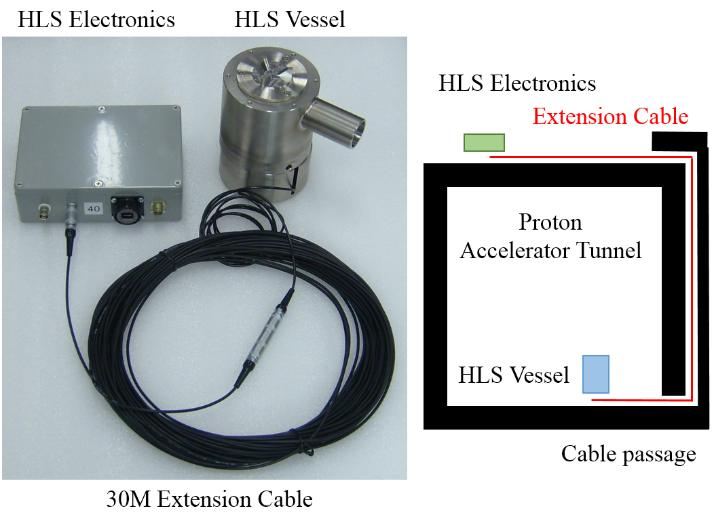 HLS Electronics
HLS Vessel
40
30M Extension Cable
HLS Electronics
Extension Cable
Proton
Accelerator Tunnel
HLS Vessel
Cable passage